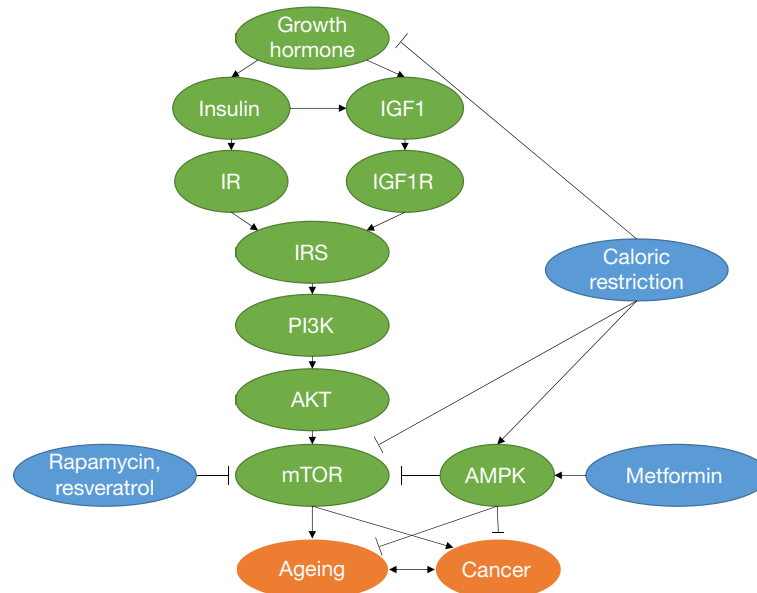 Growth
hormone
Insulin
IGF1
IR
IGF1R
IRS
Caloric
restriction
PI3K
AKT
Rapamycin,
resveratrol
mTOR
AMPK
Metformin
Ageing
Cancer